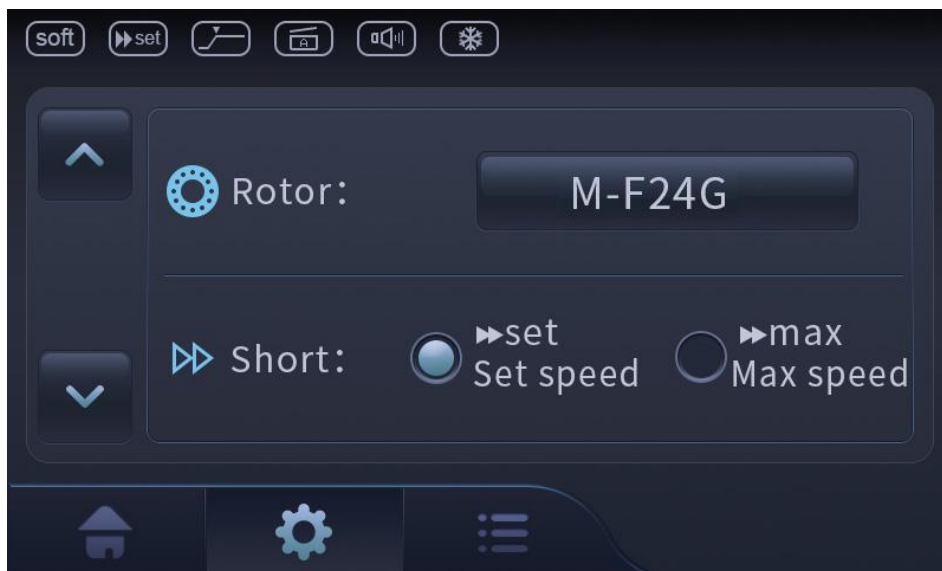 soft ▶▶set A
Rotor: M-F24G
▶▶set ▶▶max
Short: Set speed Max speed